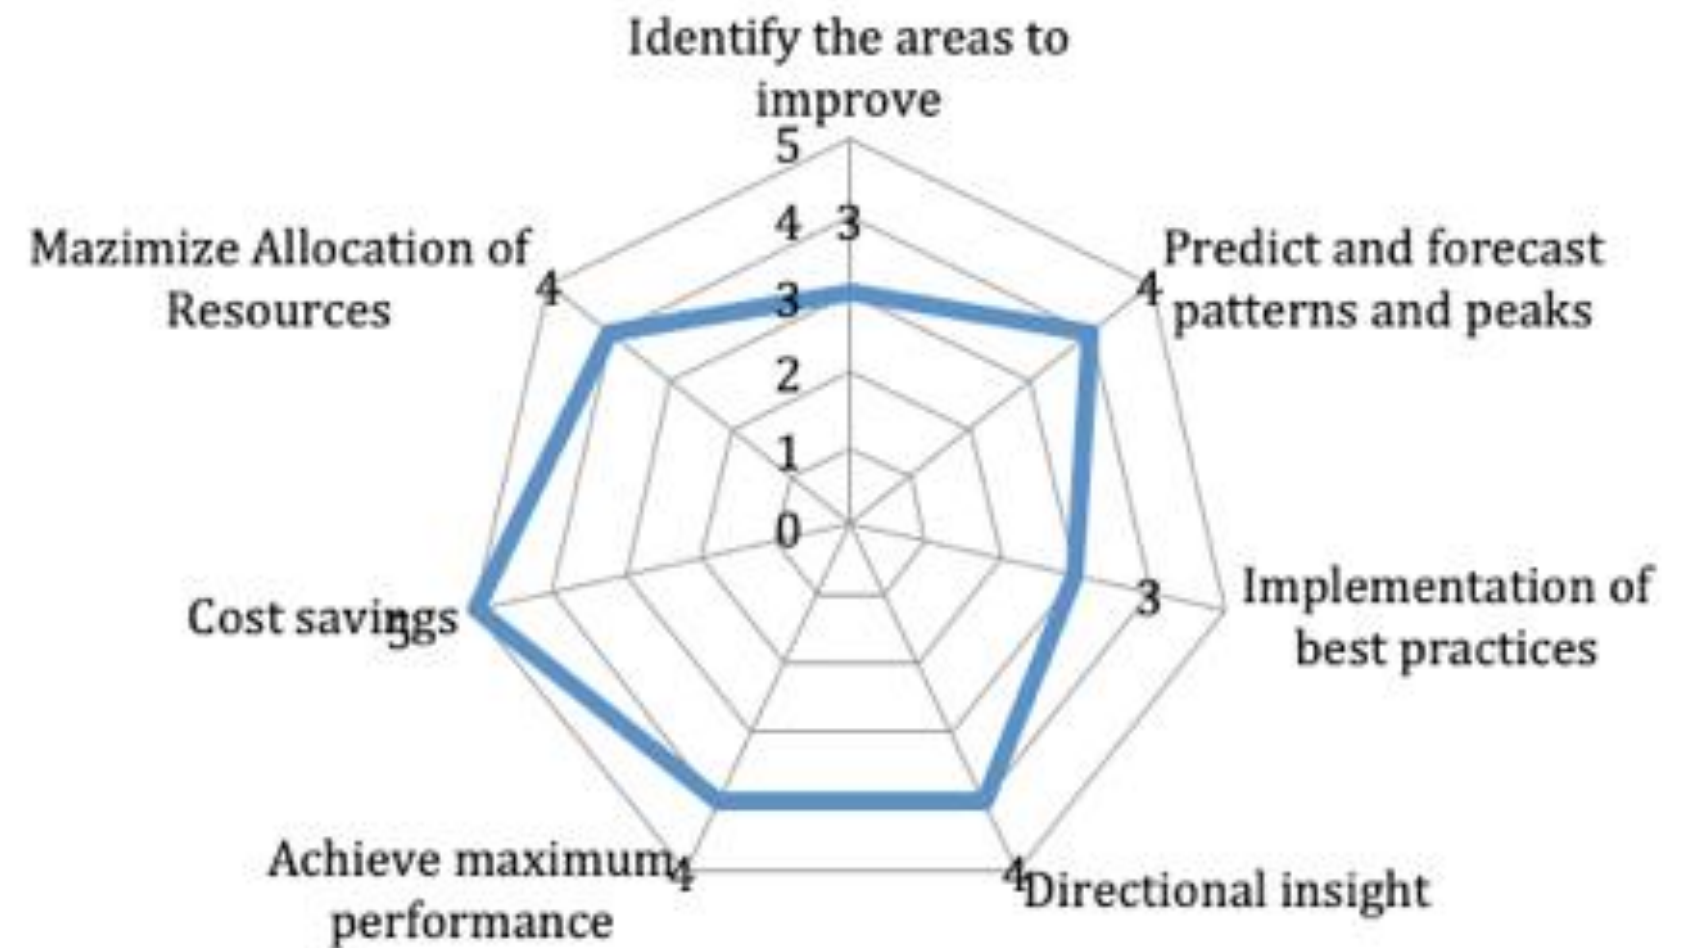 Identify the areas to
improve
5
4 3
3
2
1
0
Mazimize Allocation of
Resources
4
4
Predict and forecast
patterns and peaks
Cost savings
5
3
Implementation of
best practices
Achieve maximum
performance
4
4
Directional insight